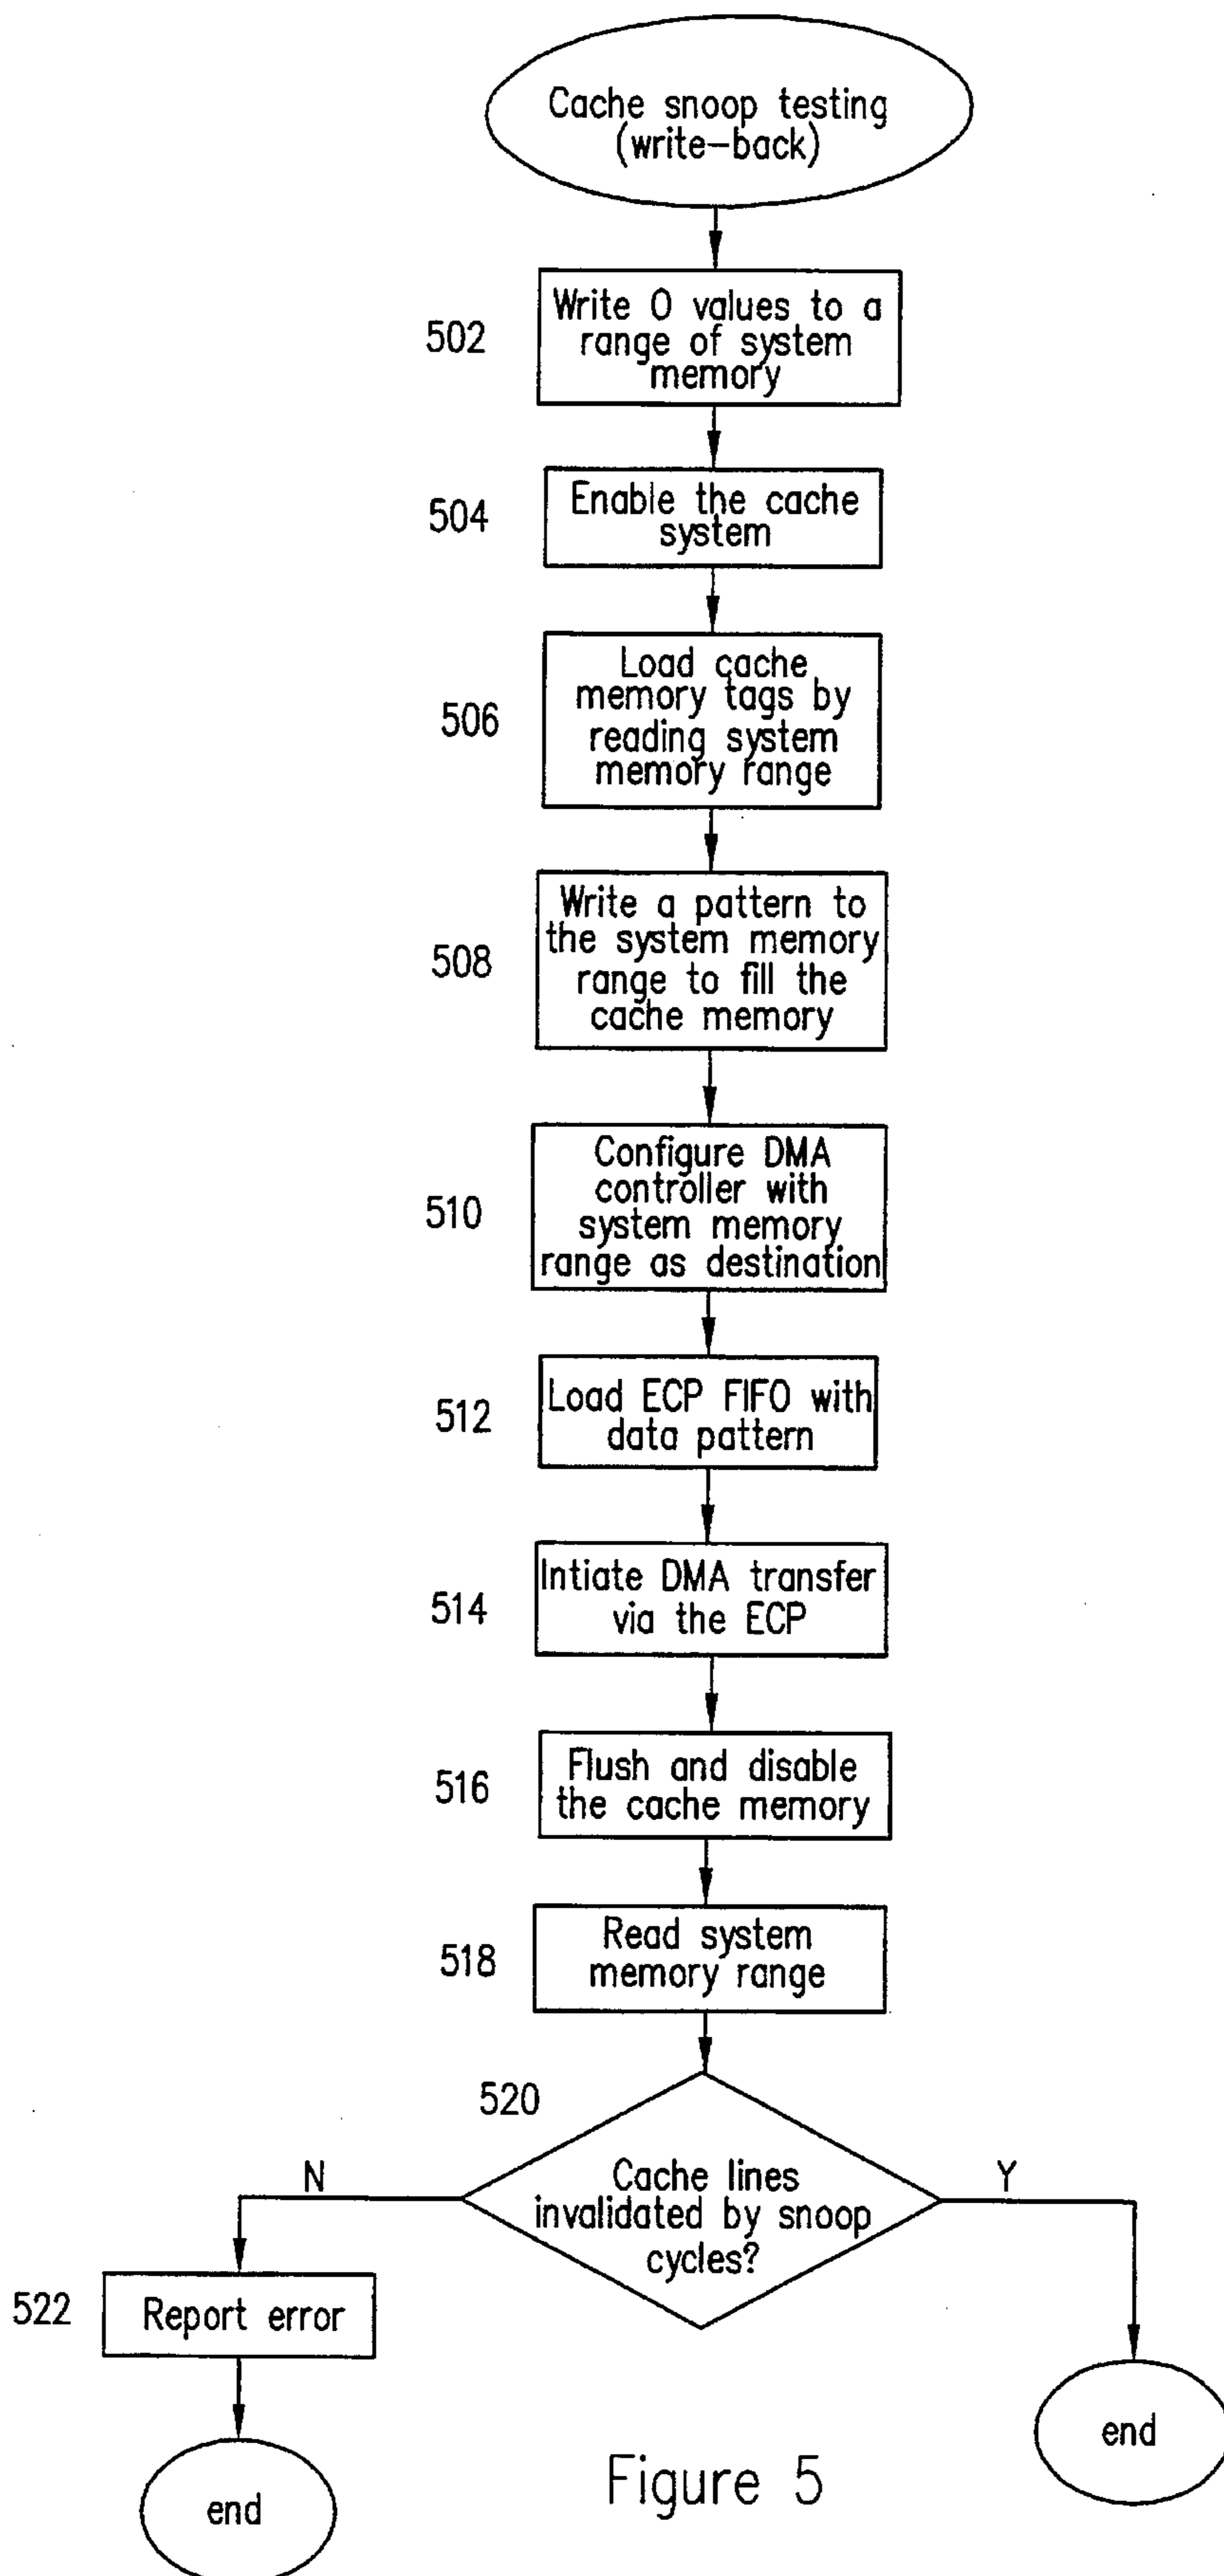 Cache snoop testing
(write-back)
502
Write 0 values to a
range of system
memory
504
Enable the cache
system
506
Load cache
memory tags by
reading system
memory range
508
Write a pattern to
the system memory
range to fill the
cache memory
510
Configure DMA
controller with
system memory
range as destination
512
Load ECP FIFO with
data pattern
514
Intiate DMA transfer
via the ECP
516
Flush and disable
the cache memory
518
Read system
memory range
520
Cache lines
invalidated by snoop
cycles?
N
Y
522
Report error
end
end
Figure 5